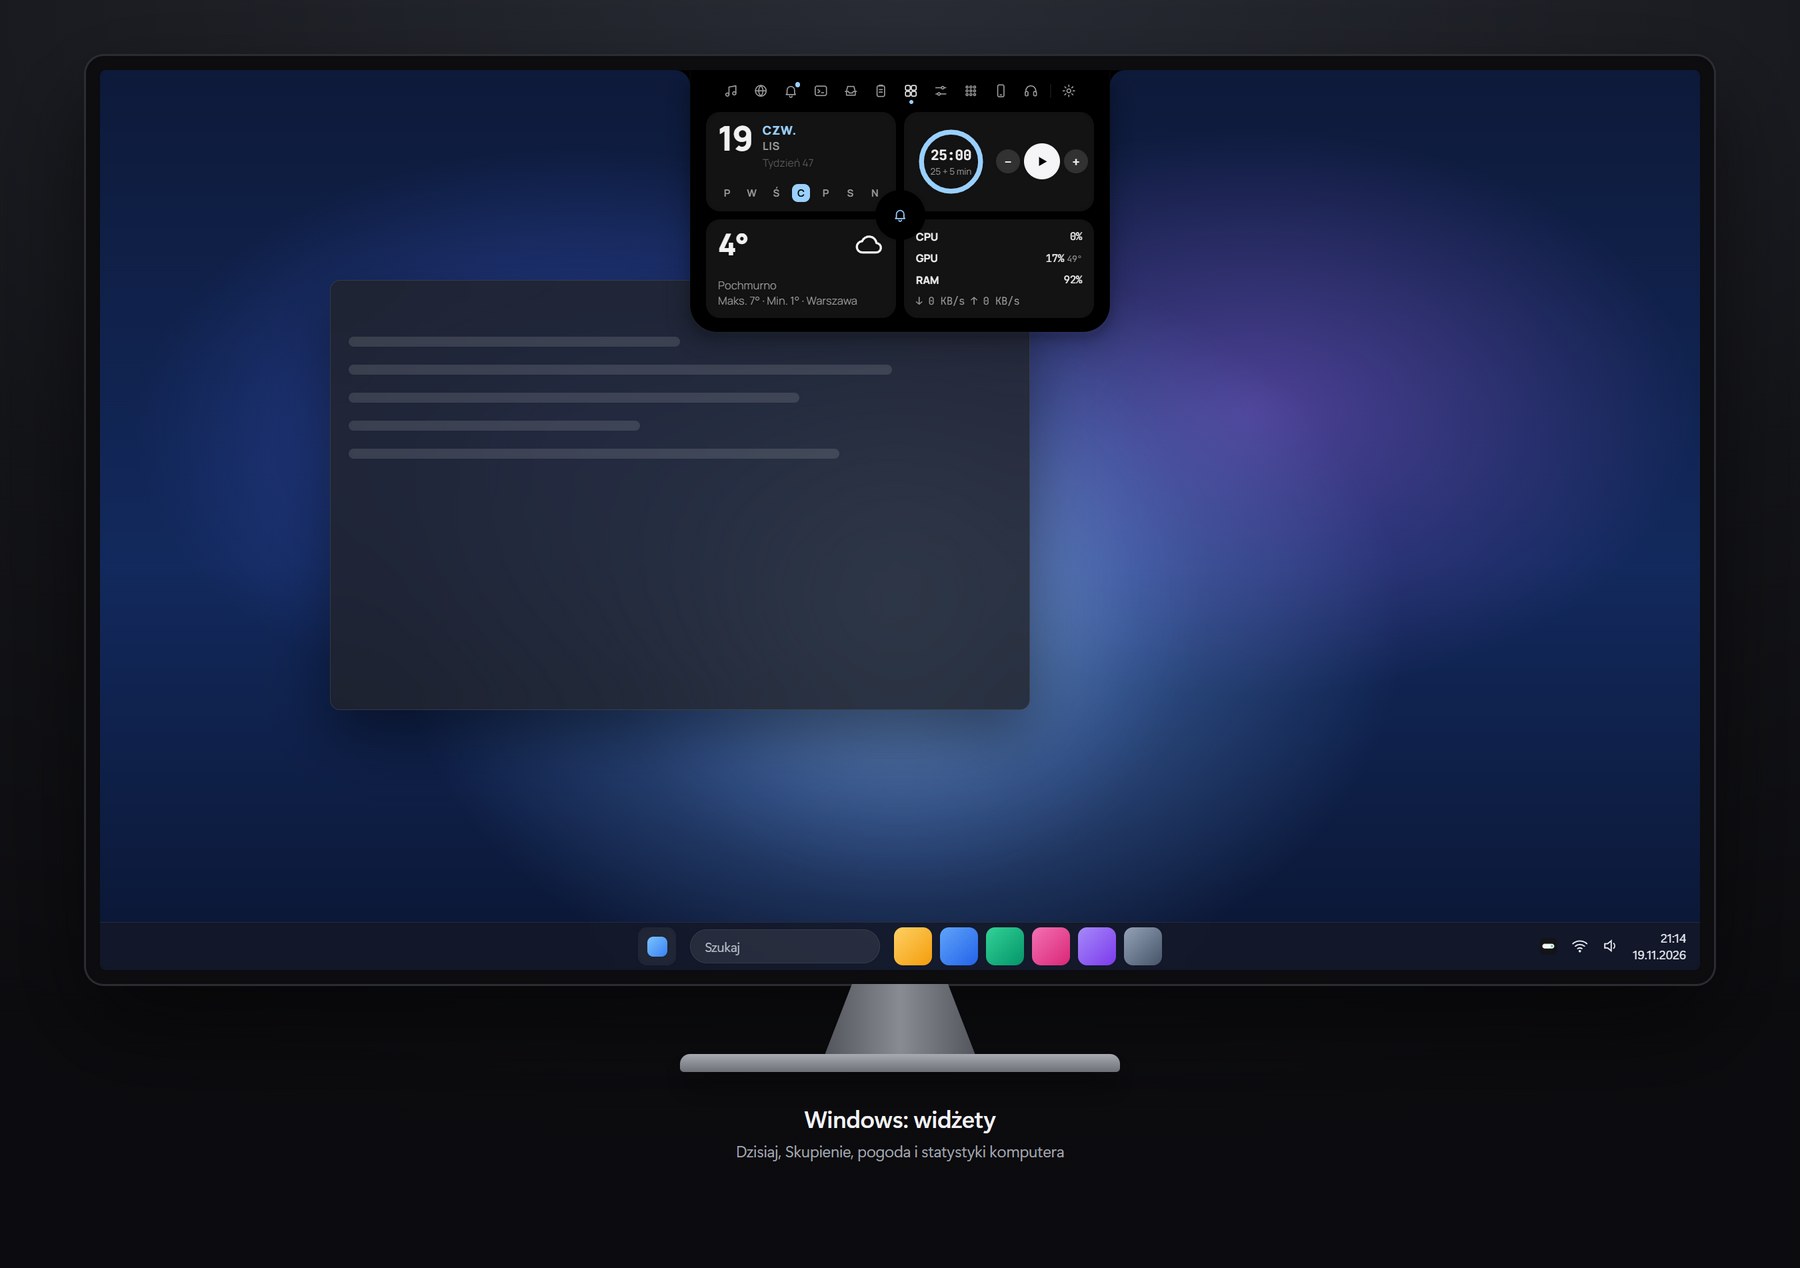 19
CZW.
LIS
Tydzień 47
P W Ś C P S N
25:00
25 + 5 min
4°
Pochmurno
Maks. 7° · Min. 1° · Warszawa
CPU 0%
GPU 17% 49°
RAM 92%
↓ 0 KB/s ↑ 0 KB/s
Szukaj
21:14
19.11.2026
Windows: widżety
Dzisiaj, Skupienie, pogoda i statystyki komputera